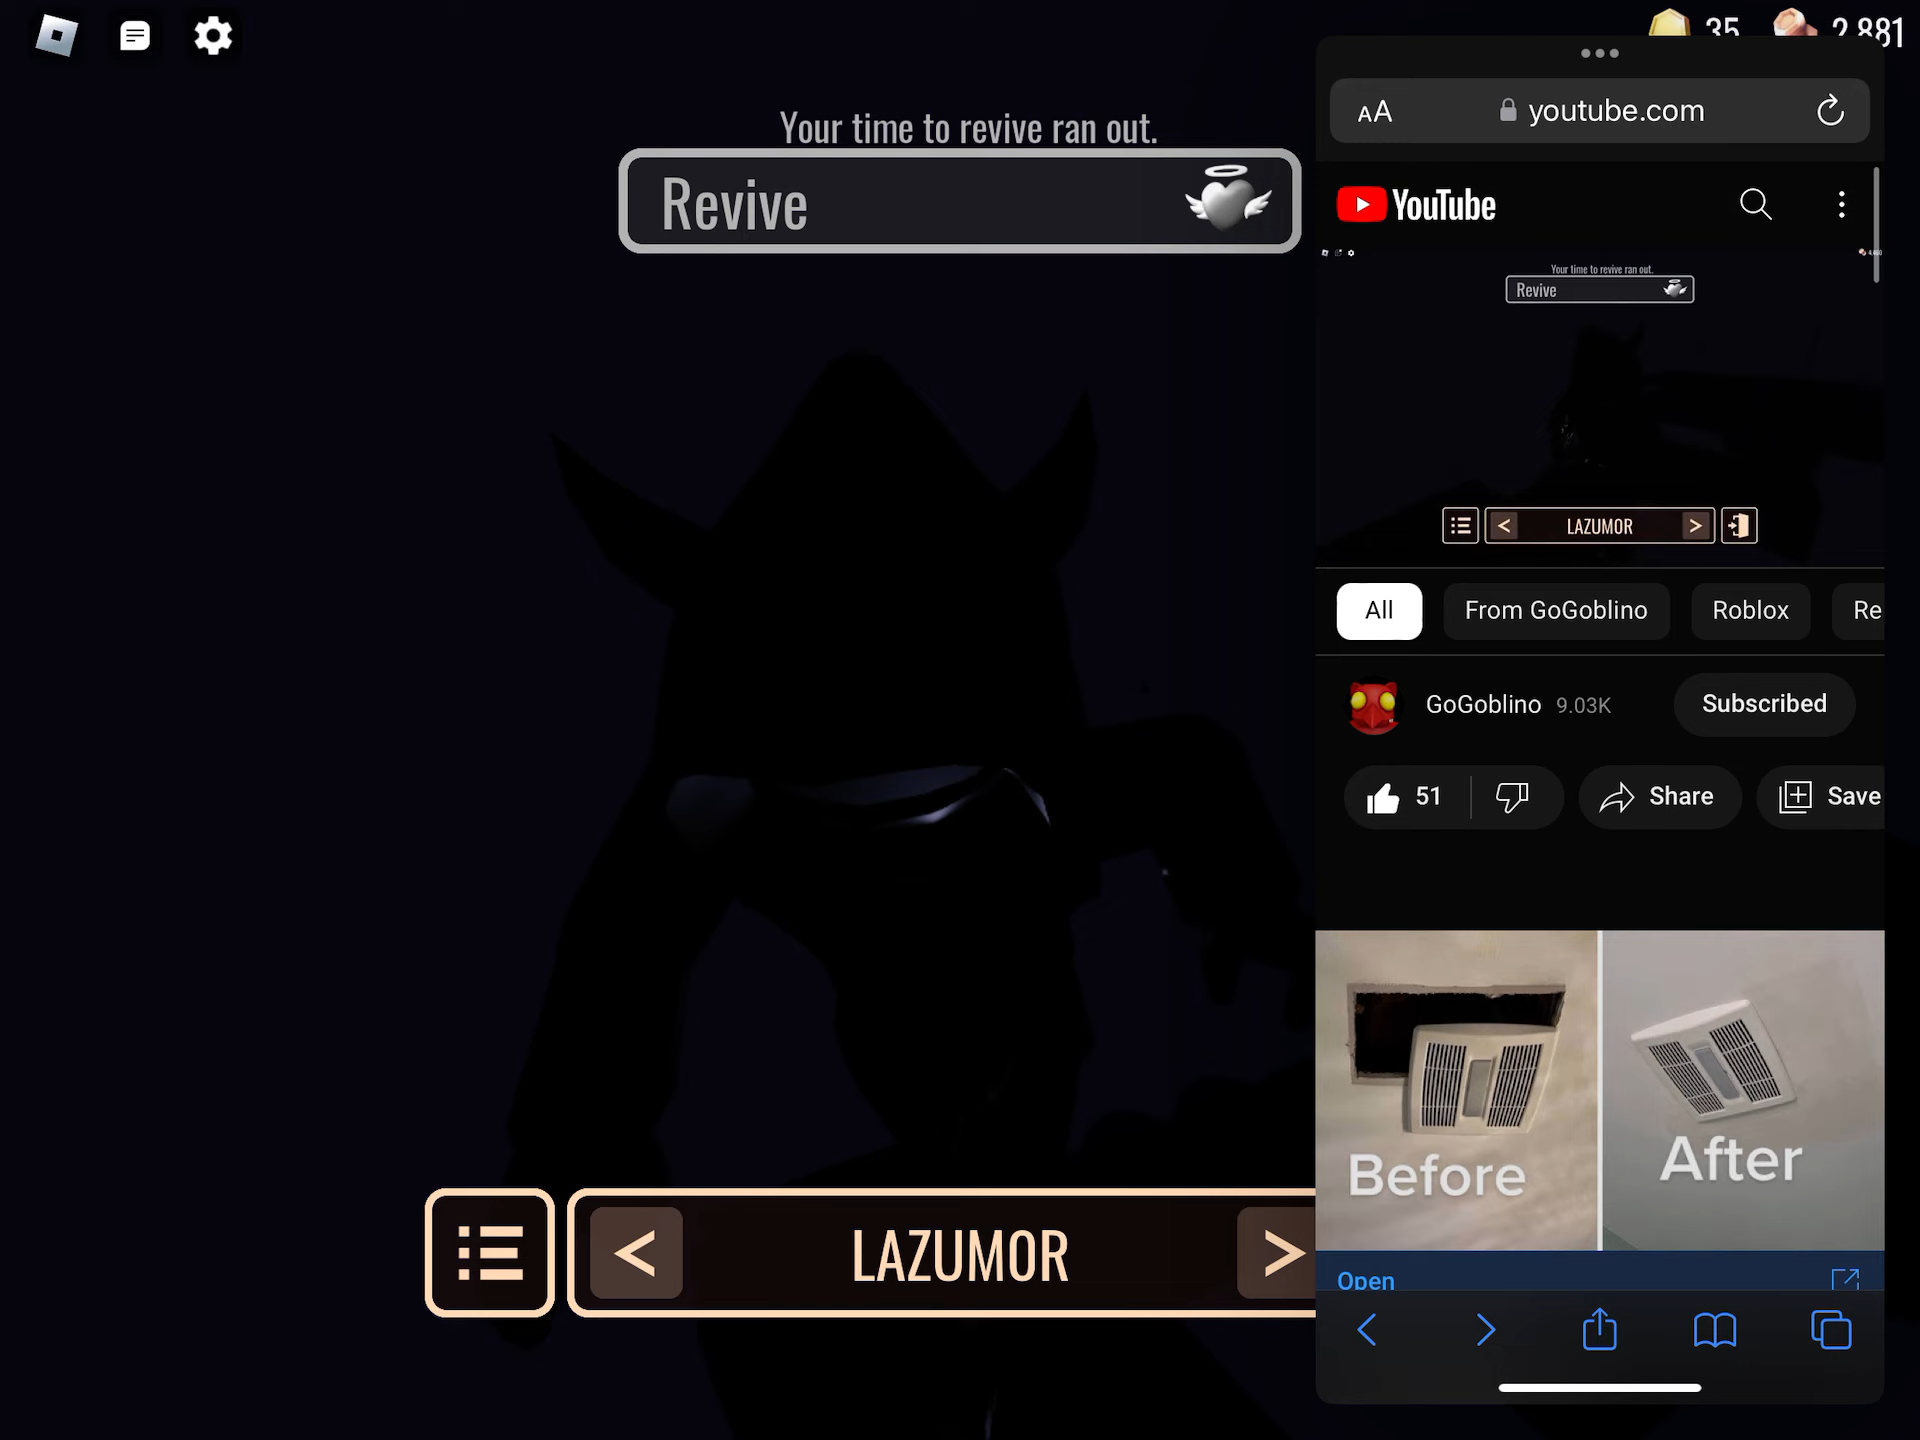 35 2,881
Your time to revive ran out.
Revive
LAZUMOR
AA youtube.com
YouTube
Your time to revive ran out.
Revive
LAZUMOR
All From GoGoblino Roblox Re
GoGoblino 9.03K Subscribed
51 Share Save
Before After
Open